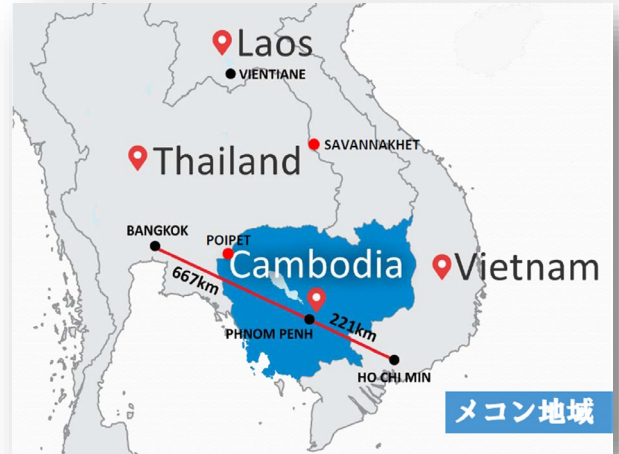 Laos
VIENTIANE
SAVANNAKHET
Thailand
BANGKOK
POIPET
Cambodia
Vietnam
667km
PHNOM PENH
221km
HO CHI MIN
メコン地域